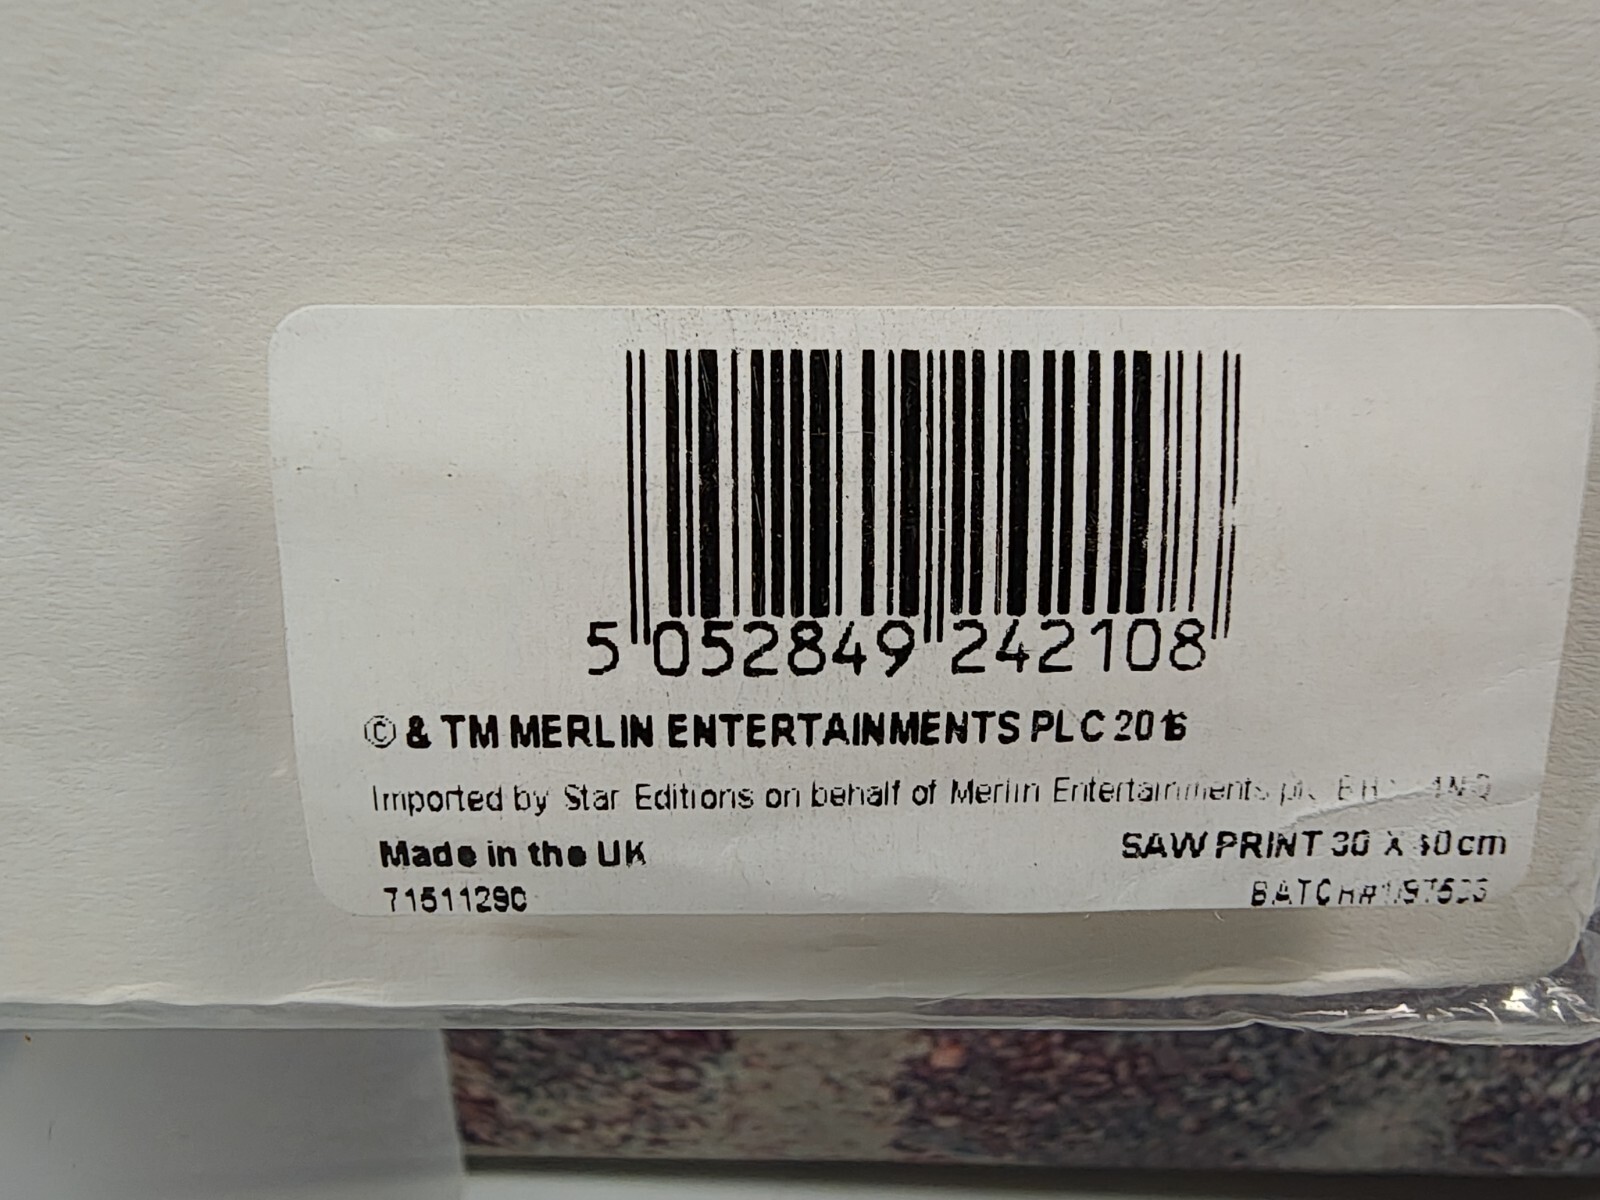 5 052849 242108
© & TM MERLIN ENTERTAINMENTS PLC 2016
Imported by Star Editions on behalf of Merlin Entertainments plc
Made in the UK
SAW PRINT 30 X 40cm
71511290